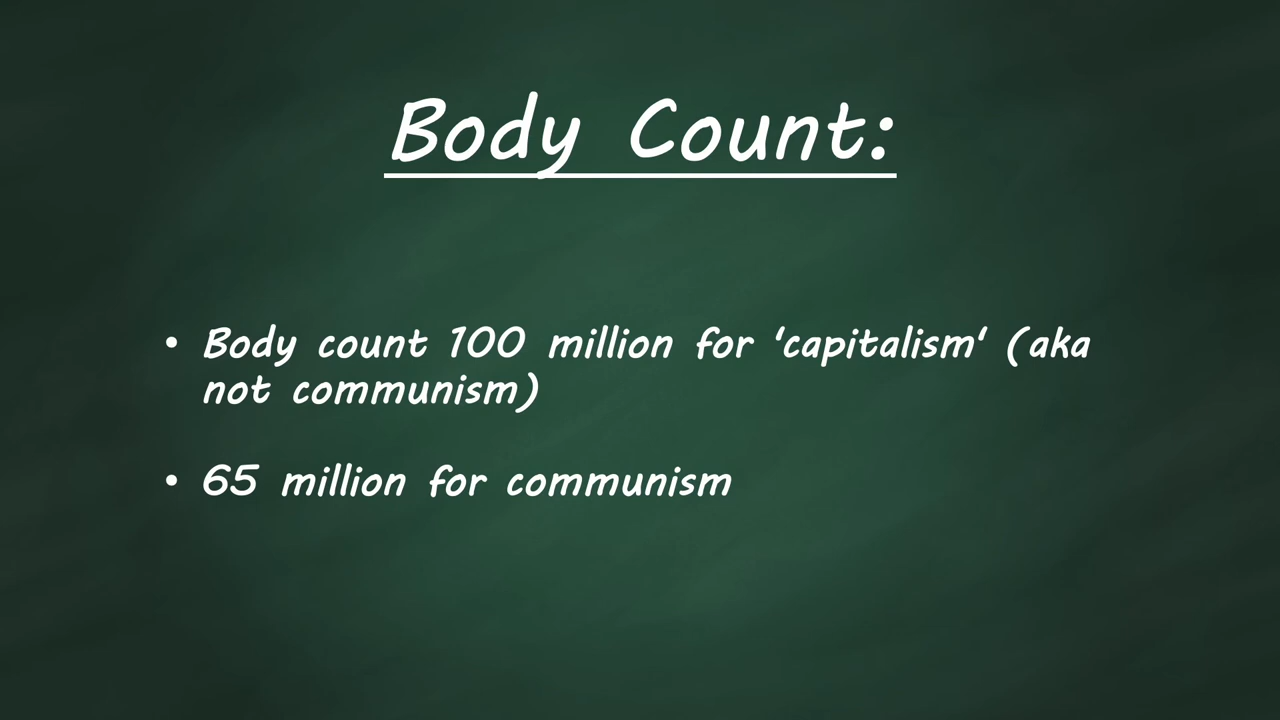 Body Count:
• Body count 100 million for 'capitalism' (aka
not communism)
• 65 million for communism